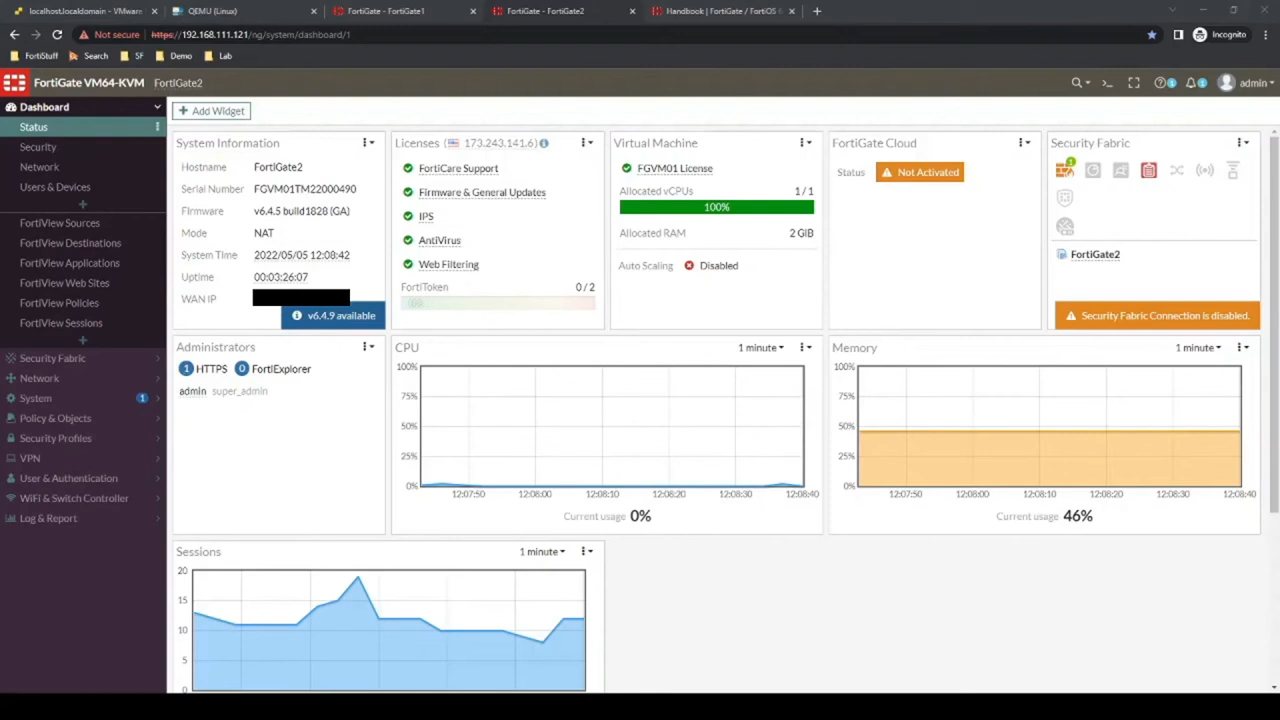 localhost.localdomain - VMware
QEMU (Linux)
FortiGate - FortiGate1
FortiGate - FortiGate2
Handbook | FortiGate / FortiOS 6
Not secure
https://192.168.111.121/ng/system/dashboard/1
Incognito
FortiStuff
Search
SF
Demo
Lab
FortiGate VM64-KVM
FortiGate2
admin
Dashboard
Status
Security
Network
Users & Devices
FortiView Sources
FortiView Destinations
FortiView Applications
FortiView Web Sites
FortiView Policies
FortiView Sessions
Security Fabric
Network
System
1
Policy & Objects
Security Profiles
VPN
User & Authentication
WiFi & Switch Controller
Log & Report
Add Widget
System Information
Hostname FortiGate2
Serial Number FGVM01TM22000490
Firmware v6.4.5 build1828 (GA)
Mode NAT
System Time 2022/05/05 12:08:42
Uptime 00:03:26:07
WAN IP
v6.4.9 available
Licenses (173.243.141.6)
FortiCare Support
Firmware & General Updates
IPS
AntiVirus
Web Filtering
FortiToken 0 / 2
Virtual Machine
FGVM01 License
Allocated vCPUs 1 / 1
100%
Allocated RAM 2 GiB
Auto Scaling Disabled
FortiGate Cloud
Status Not Activated
Security Fabric
1
FortiGate2
Security Fabric Connection is disabled.
Administrators
1 HTTPS 0 FortiExplorer
admin super_admin
CPU
1 minute
100%
75%
50%
25%
0%
12:07:50 12:08:00 12:08:10 12:08:20 12:08:30 12:08:40
Current usage 0%
Memory
1 minute
100%
75%
50%
25%
0%
12:07:50 12:08:00 12:08:10 12:08:20 12:08:30 12:08:40
Current usage 46%
Sessions
1 minute
20
15
10
5
0